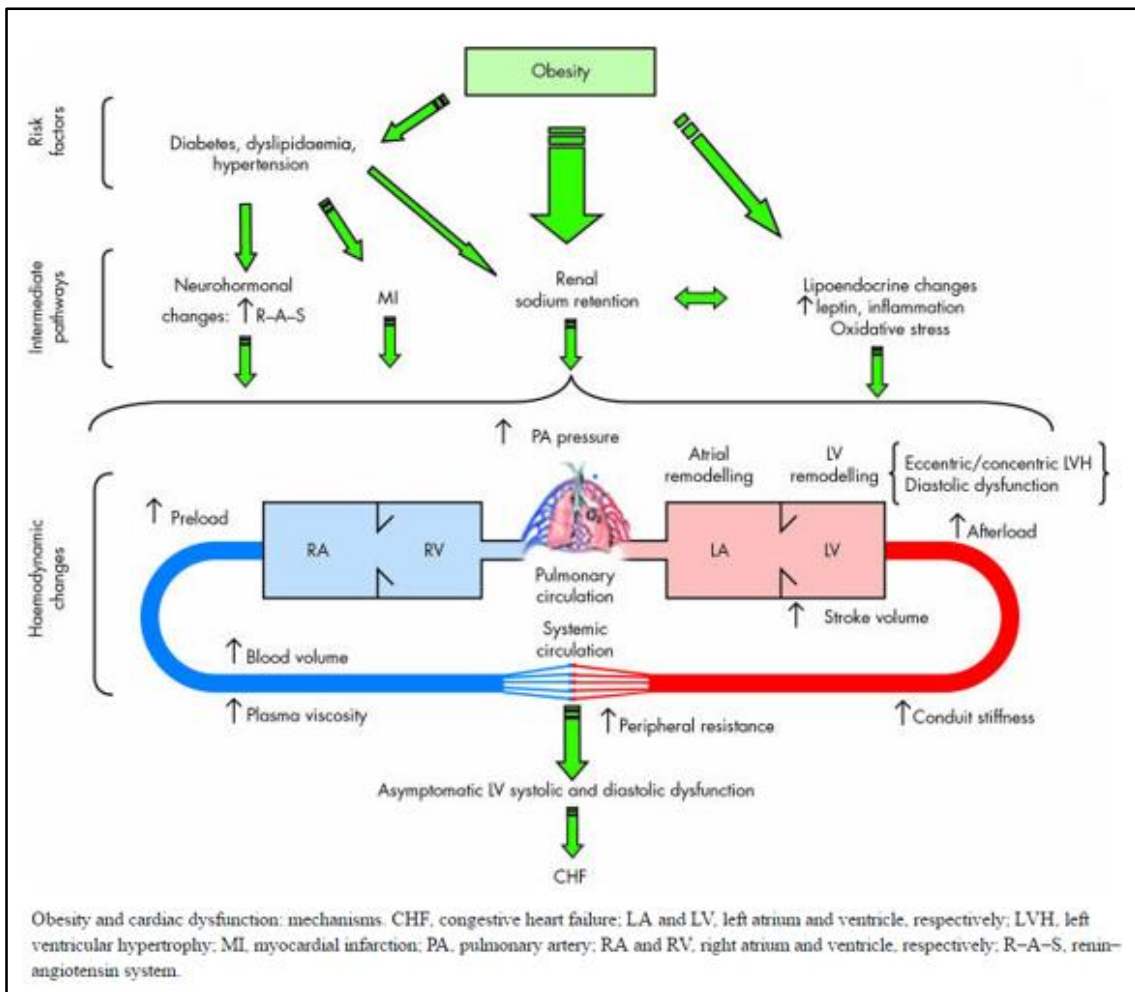 Obesity
Risk
factors
Diabetes, dyslipidaemia,
hypertension
Intermediate
pathways
Neurohormonal
changes: ↑ R–A–S
MI
Renal
sodium retention
Lipoendocrine changes
↑ leptin, inflammation
Oxidative stress
Haemodynamic
changes
↑ PA pressure
Atrial
remodelling
LV
remodelling
Eccentric/concentric LVH
Diastolic dysfunction
↑ Preload
↑ Afterload
RA
RV
LA
LV
Pulmonary
circulation
↑ Stroke volume
Systemic
circulation
↑ Blood volume
↑ Plasma viscosity
↑ Peripheral resistance
↑ Conduit stiffness
Asymptomatic LV systolic and diastolic dysfunction
CHF
Obesity and cardiac dysfunction: mechanisms. CHF, congestive heart failure; LA and LV, left atrium and ventricle, respectively; LVH, left
ventricular hypertrophy; MI, myocardial infarction; PA, pulmonary artery; RA and RV, right atrium and ventricle, respectively; R–A–S, renin–
angiotensin system.